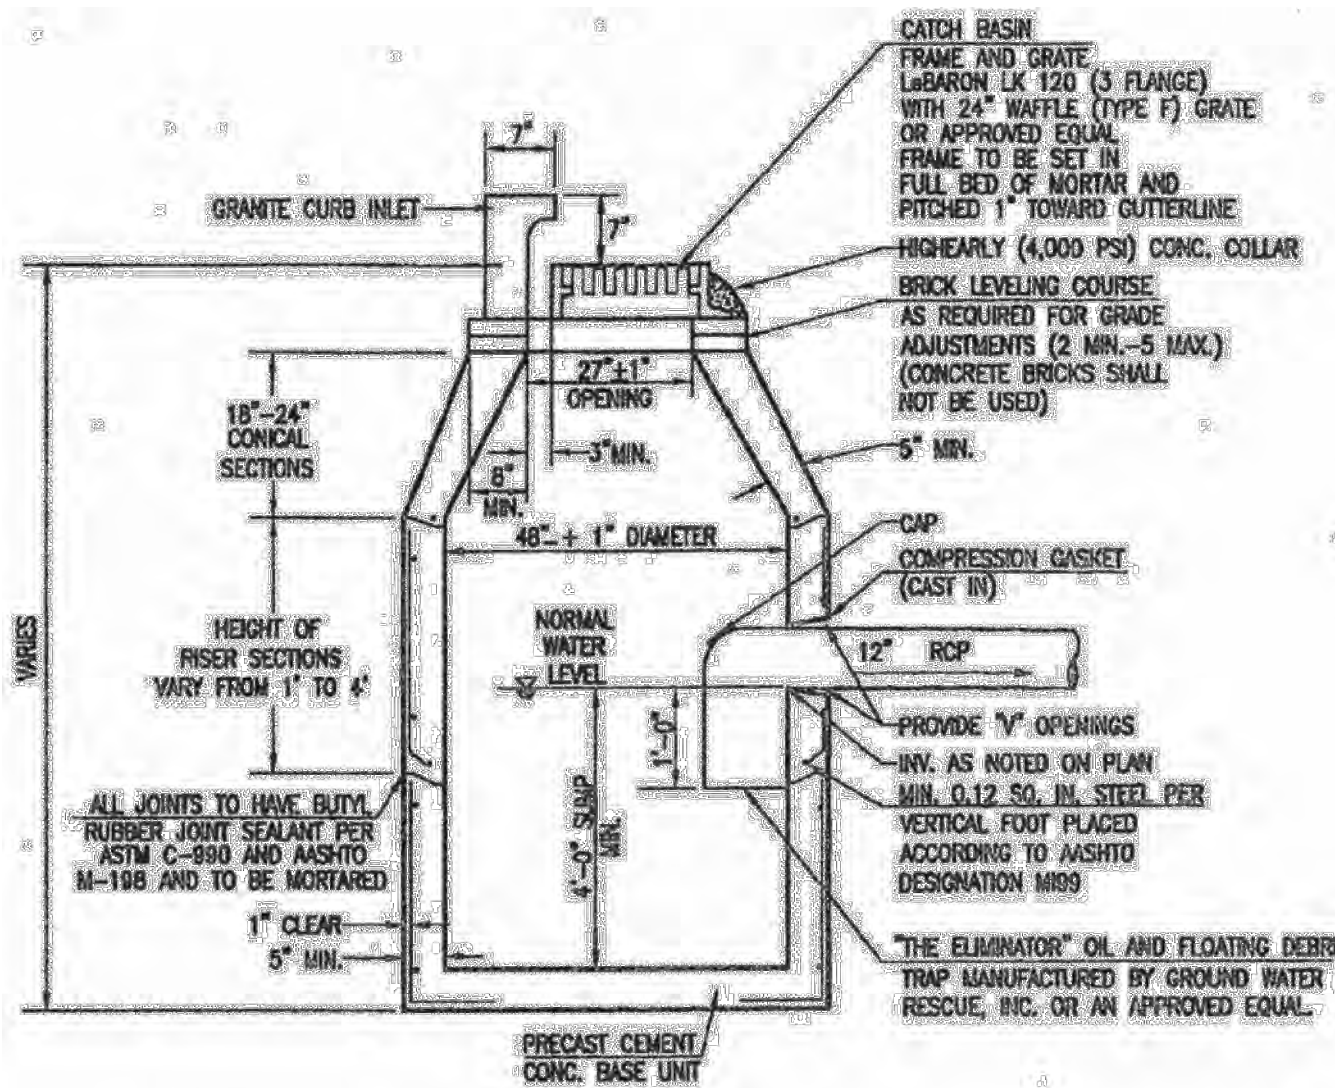 CATCH BASIN
FRAME AND GRATE
LeBARON LK 120 (3 FLANGE)
WITH 24" WAFFLE (TYPE F) GRATE
OR APPROVED EQUAL
FRAME TO BE SET IN
FULL BED OF MORTAR AND
PITCHED 1" TOWARD GUTTERLINE
7"
GRANITE CURB INLET
7"
HIGHEARLY (4,000 PSI) CONC. COLLAR
BRICK LEVELING COURSE
AS REQUIRED FOR GRADE
ADJUSTMENTS (2 MIN.-5 MAX.)
(CONCRETE BRICKS SHALL
NOT BE USED)
27"±1"
OPENING
18"-24"
CONICAL
SECTIONS
3" MIN.
8"
MIN.
5" MIN.
48"-+ 1" DIAMETER
CAP
COMPRESSION GASKET
(CAST IN)
VARIES
HEIGHT OF
RISER SECTIONS
VARY FROM 1' TO 4'
NORMAL
WATER
LEVEL
12" RCP
1'-0"
4'-0" SUMP
MIN.
PROVIDE "V" OPENINGS
INV. AS NOTED ON PLAN
MIN. 0.12 SQ. IN. STEEL PER
VERTICAL FOOT PLACED
ACCORDING TO AASHTO
DESIGNATION M199
ALL JOINTS TO HAVE BUTYL
RUBBER JOINT SEALANT PER
ASTM C-990 AND AASHTO
M-198 AND TO BE MORTARED
1" CLEAR
5" MIN.
"THE ELIMINATOR" OIL AND FLOATING DEBRI
TRAP MANUFACTURED BY GROUND WATER
RESCUE, INC. OR AN APPROVED EQUAL.
PRECAST CEMENT
CONC. BASE UNIT